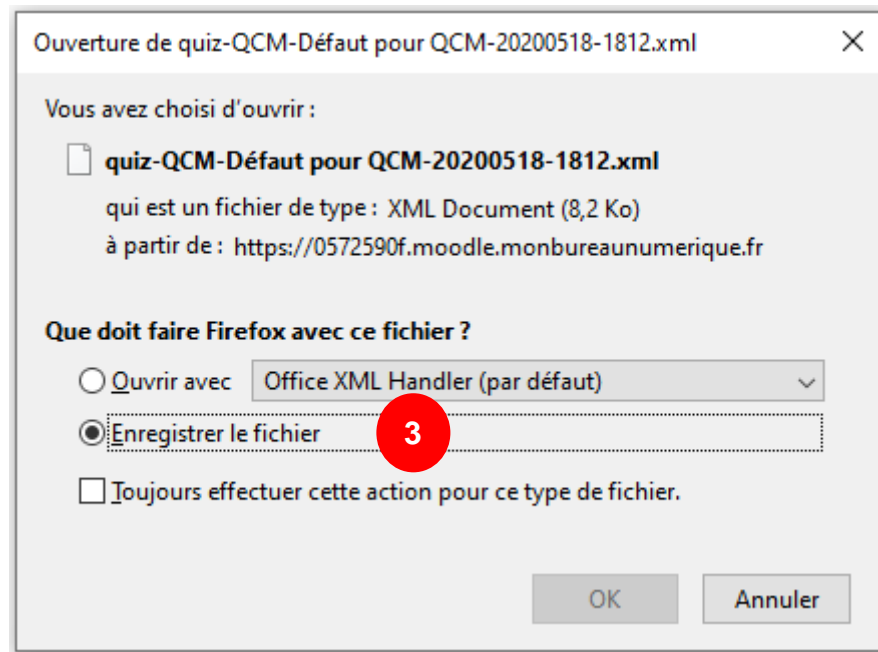 Ouverture de quiz-QCM-Défaut pour QCM-20200518-1812.xml
Vous avez choisi d'ouvrir :
quiz-QCM-Défaut pour QCM-20200518-1812.xml
qui est un fichier de type : XML Document (8,2 Ko)
à partir de : https://0572590f.moodle.monbureaunumerique.fr
Que doit faire Firefox avec ce fichier ?
Ouvrir avec Office XML Handler (par défaut)
Enregistrer le fichier 3
Toujours effectuer cette action pour ce type de fichier.
OK Annuler